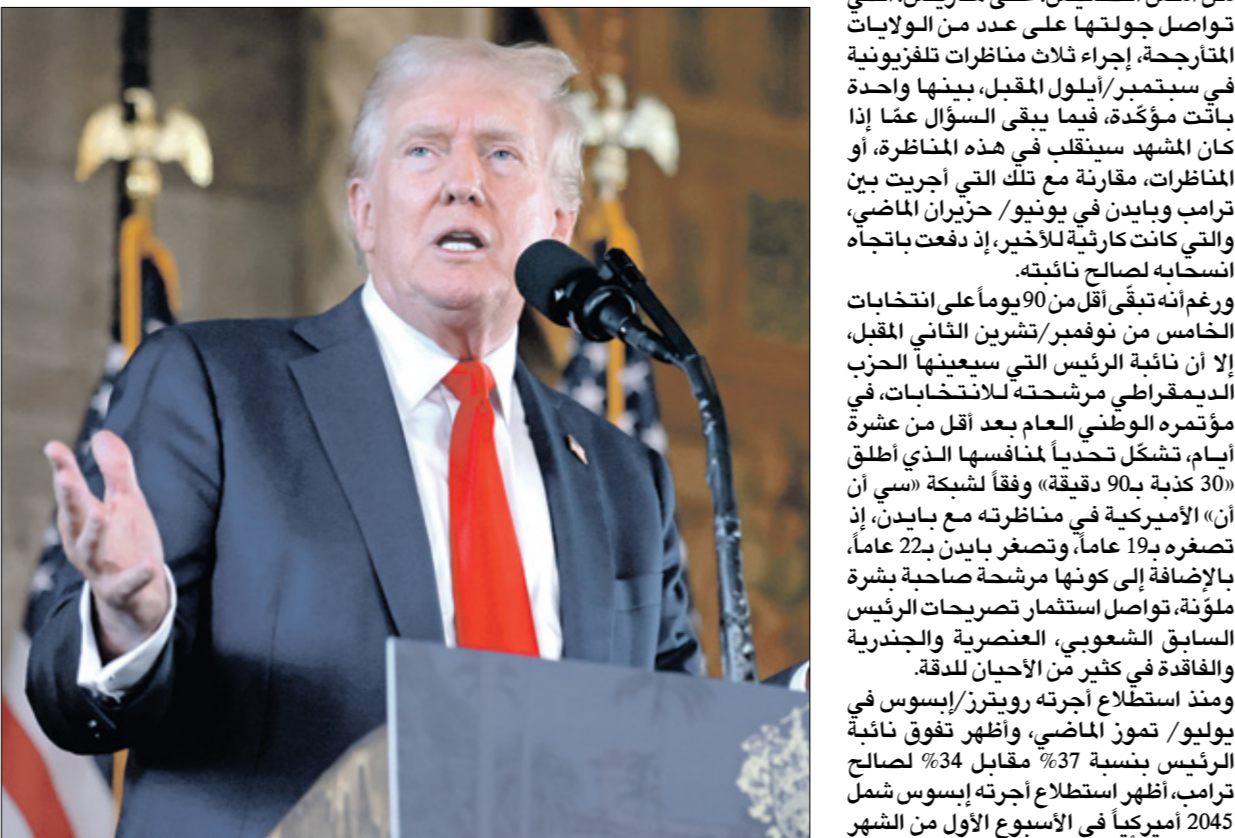 تواصل جولتها على عدد من الولايات
المتأرجحة، إجراء ثلاث مناظرات تلفزيونية
في سبتمبر/أيلول المقبل، بينها واحدة
باتت مؤكّدة، فيما يبقى السؤال عمّا إذا
كان المشهد سينقلب في هذه المناظرة، أو
المناظرات، مقارنة مع تلك التي أجريت بين
ترامب وبايدن في يونيو/ حزيران الماضي،
والتي كانت كارثية للأخير، إذ دفعت باتجاه
انسحابه لصالح نائبته.
ورغم أنه تبقّى أقل من 90 يوماً على انتخابات
الخامس من نوفمبر/تشرين الثاني المقبل،
إلا أن نائبة الرئيس التي سيعينها الحزب
الديمقراطي مرشحته للانتخابات، في
مؤتمره الوطني العام بعد أقل من عشرة
أيام، تشكّل تحدياً لمنافسها الذي أطلق
«30 كذبة بـ90 دقيقة» وفقاً لشبكة «سي أن
أن» الأميركية في مناظرته مع بايدن، إذ
تصغره بـ19 عاماً، وتصغر بايدن بـ22 عاماً،
بالإضافة إلى كونها مرشحة صاحبة بشرة
ملوّنة، تواصل استثمار تصريحات الرئيس
السابق الشعوبي، العنصرية والجندرية
والفاقدة في كثير من الأحيان للدقة.
ومنذ استطلاع أجرته رويترز/إبسوس في
يوليو/ تموز الماضي، وأظهر تفوق نائبة
الرئيس بنسبة 37% مقابل 34% لصالح
ترامب، أظهر استطلاع أجرته إبسوس شمل
2045 أميركياً في الأسبوع الأول من الشهر